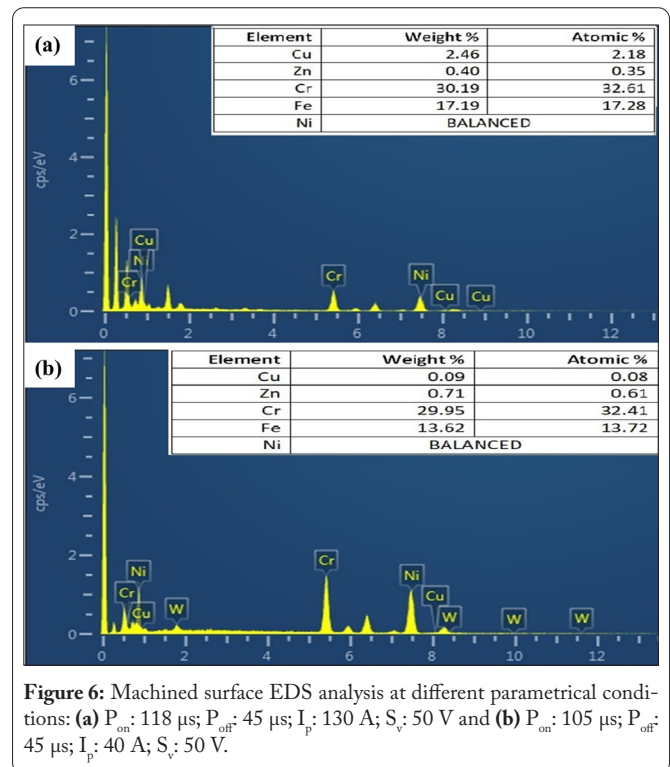 (a)
Element Weight % Atomic %
Cu 2.46 2.18
Zn 0.40 0.35
Cr 30.19 32.61
Fe 17.19 17.28
Ni BALANCED
6
4
2
0
cps/eV
Cu
Ni
Cr
Cr
Ni
Cu
Cu
0 2 4 6 8 10 12
(b)
Element Weight % Atomic %
Cu 0.09 0.08
Zn 0.71 0.61
Cr 29.95 32.41
Fe 13.62 13.72
Ni BALANCED
6
4
2
0
cps/eV
Ni
Cr
Cu
W
Cr
Ni
Cu
W
W
W
0 2 4 6 8 10 12
Figure 6: Machined surface EDS analysis at different parametrical condi-
tions: (a) Pon: 118 μs; Poff: 45 μs; Ip: 130 A; Sv: 50 V and (b) Pon: 105 μs; Poff:
45 μs; Ip: 40 A; Sv: 50 V.